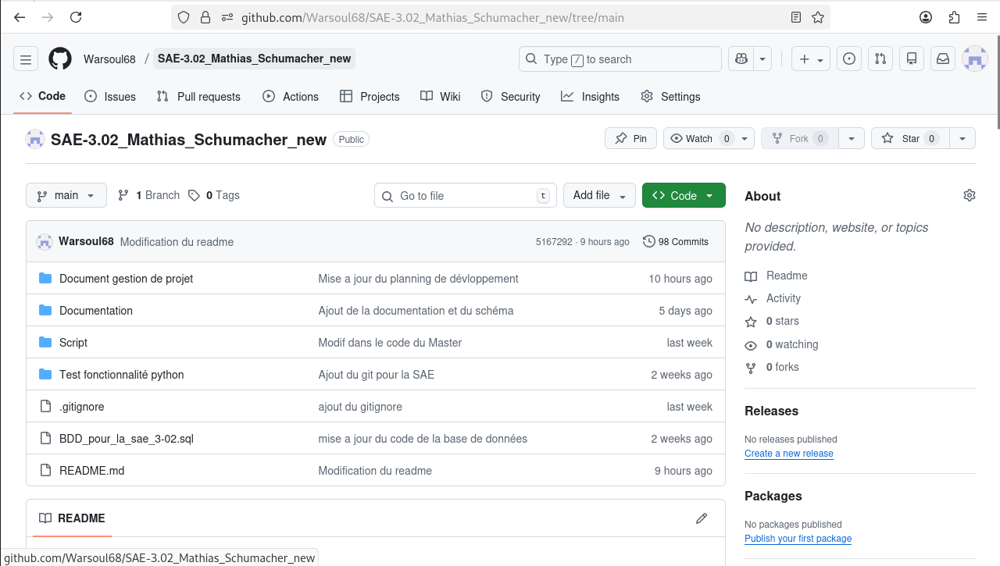 github.com/Warsoul68/SAE-3.02_Mathias_Schumacher_new/tree/main
Warsoul68 / SAE-3.02_Mathias_Schumacher_new
Type / to search
Code Issues Pull requests Actions Projects Wiki Security Insights Settings
SAE-3.02_Mathias_Schumacher_new Public
Pin Watch 0 Fork 0 Star 0
main 1 Branch 0 Tags
Go to file t
Add file
Code
Warsoul68 Modification du readme 5167292 · 9 hours ago 98 Commits
Document gestion de projet Mise a jour du planning de dévloppement 10 hours ago
Documentation Ajout de la documentation et du schéma 5 days ago
Script Modif dans le code du Master last week
Test fonctionnalité python Ajout du git pour la SAE 2 weeks ago
.gitignore ajout du gitignore last week
BDD_pour_la_sae_3-02.sql mise a jour du code de la base de données 2 weeks ago
README.md Modification du readme 9 hours ago
README
About
No description, website, or topics
provided.
Readme
Activity
0 stars
0 watching
0 forks
Releases
No releases published
Create a new release
Packages
No packages published
Publish your first package
github.com/Warsoul68/SAE-3.02_Mathias_Schumacher_new